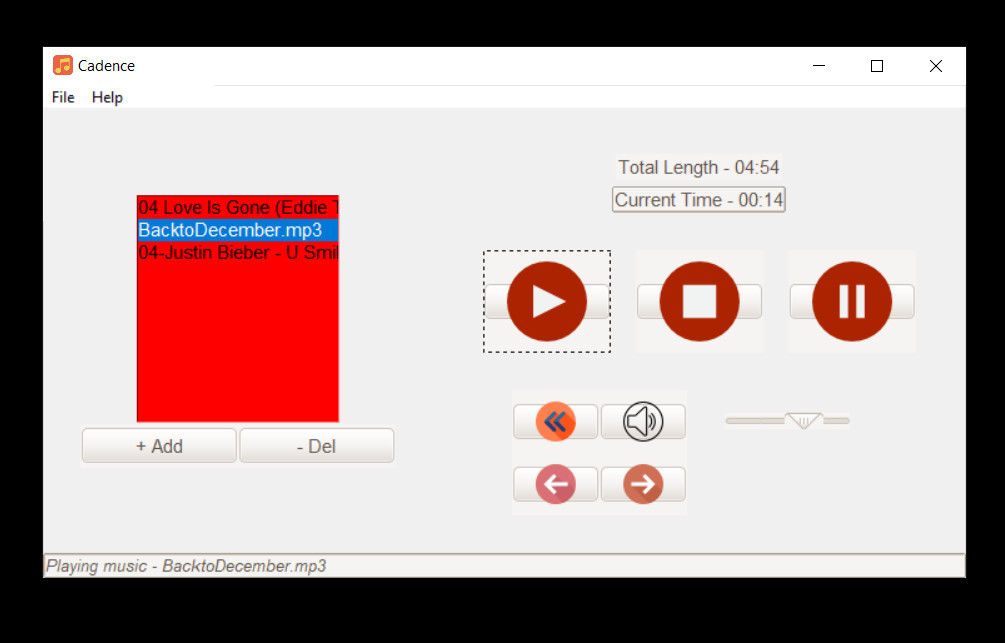 Cadence
File Help
Total Length - 04:54
Current Time - 00:14
04 Love Is Gone (Eddie
BacktoDecember.mp3
04-Justin Bieber - U Smil
+ Add
- Del
Playing music - BacktoDecember.mp3